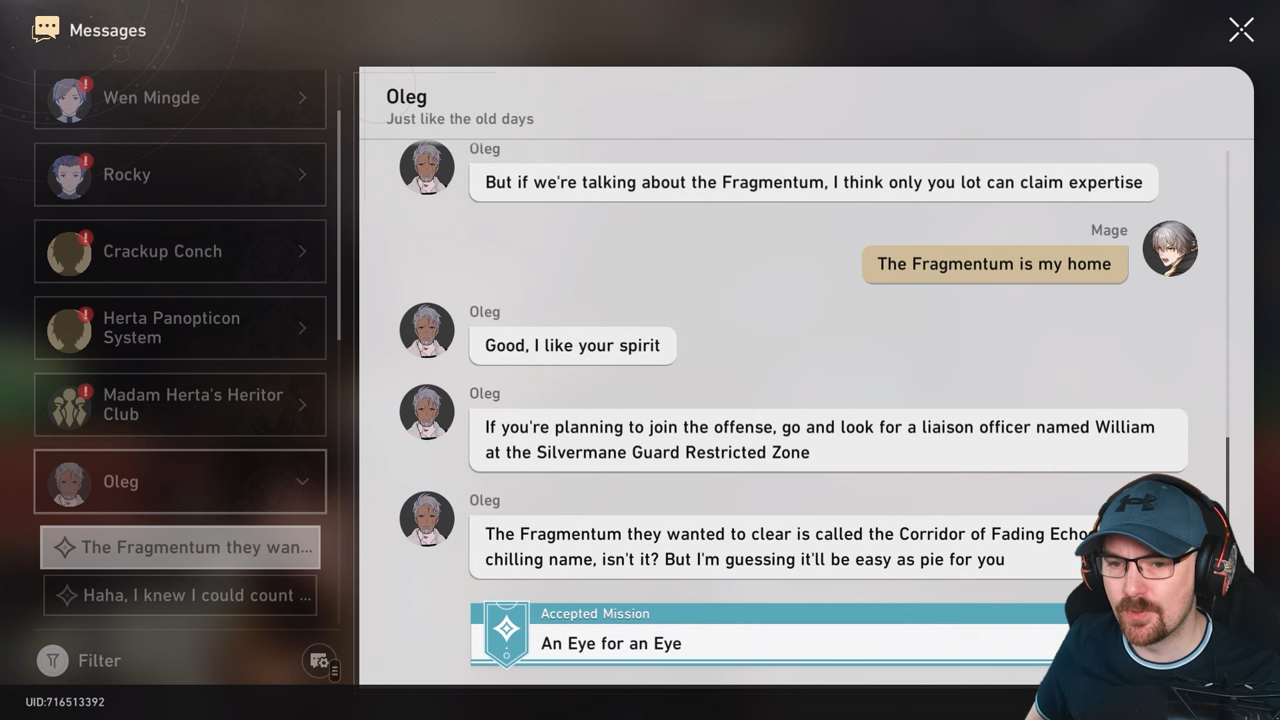 Messages
Wen Mingde
Rocky
Crackup Conch
Herta Panopticon
System
Madam Herta's Heritor
Club
Oleg
The Fragmentum they wan...
Haha, I knew I could count ...
Filter
UID:716513392
Oleg
Just like the old days
Oleg
But if we're talking about the Fragmentum, I think only you lot can claim expertise
Mage
The Fragmentum is my home
Oleg
Good, I like your spirit
Oleg
If you're planning to join the offense, go and look for a liaison officer named William
at the Silvermane Guard Restricted Zone
Oleg
The Fragmentum they wanted to clear is called the Corridor of Fading Echo
chilling name, isn't it? But I'm guessing it'll be easy as pie for you
Accepted Mission
An Eye for an Eye